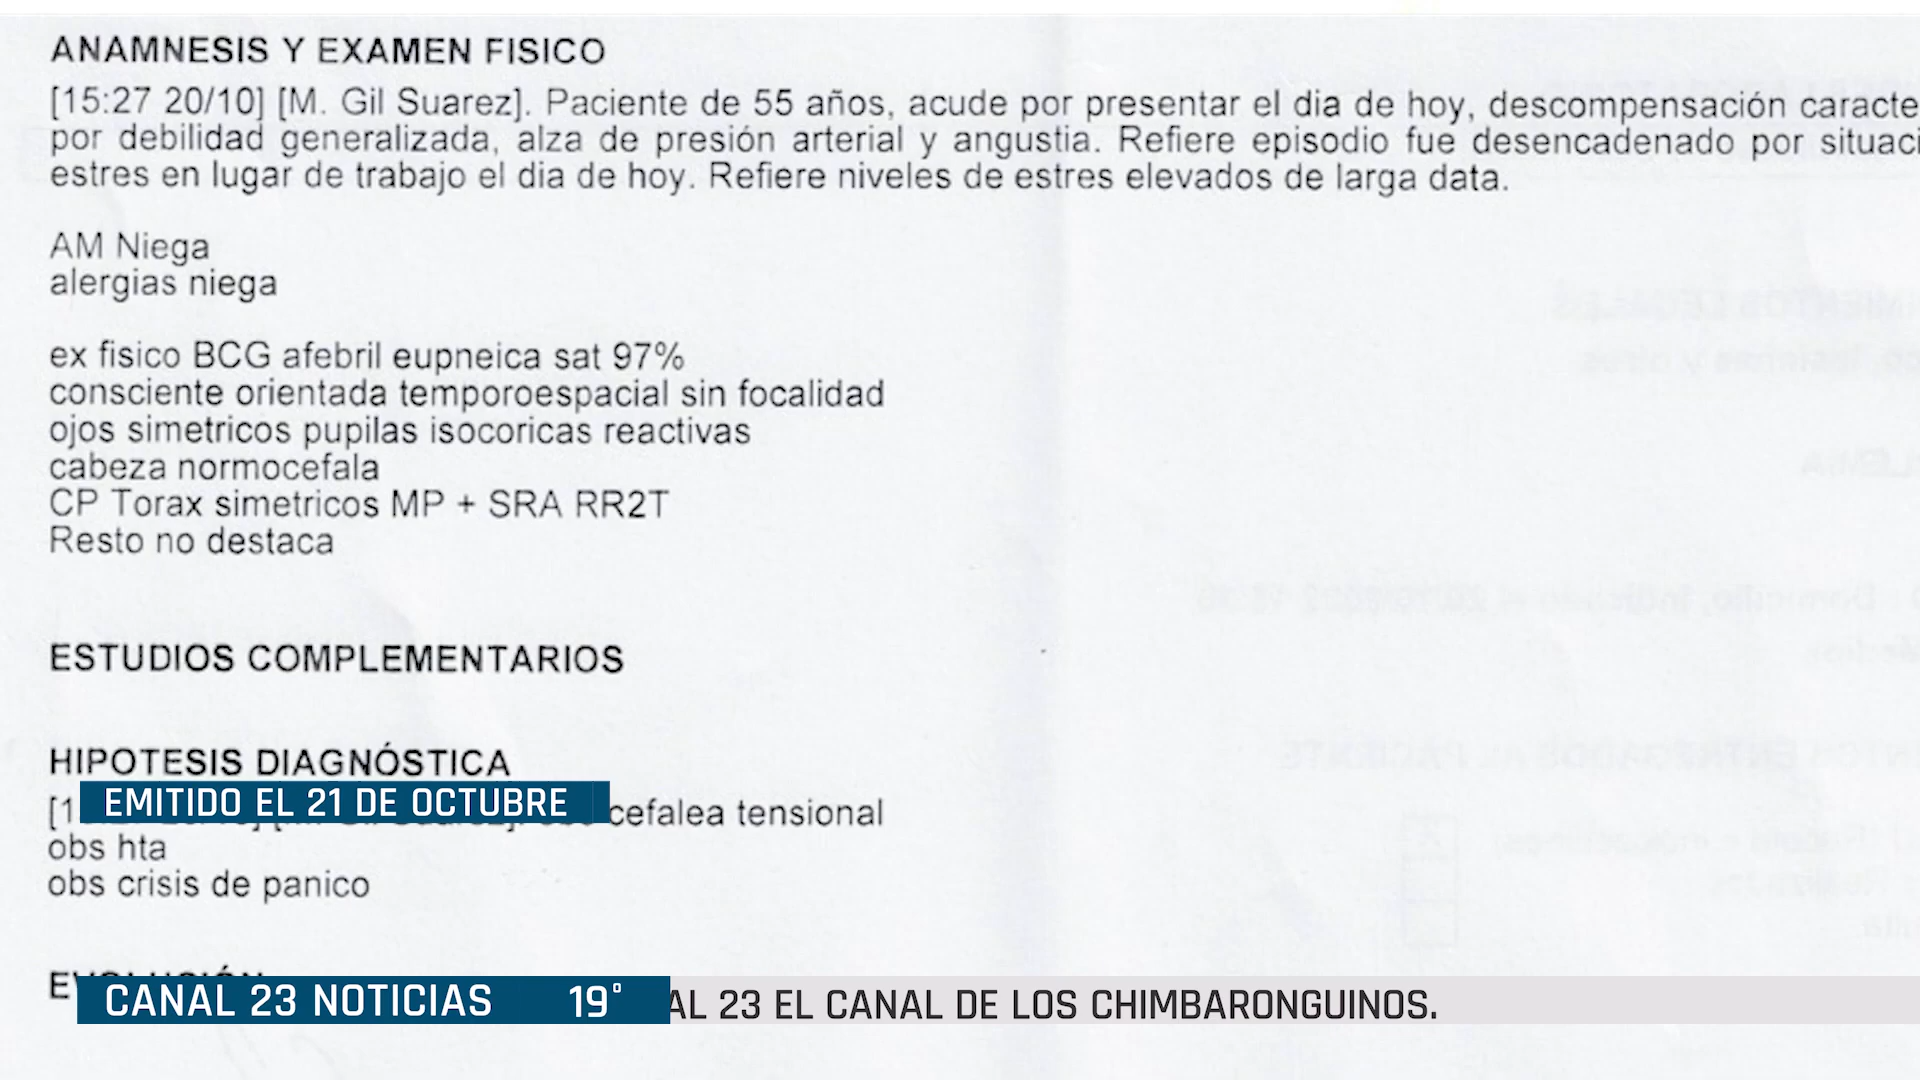 ANAMNESIS Y EXAMEN FISICO
[15:27 20/10] [M. Gil Suarez]. Paciente de 55 años, acude por presentar el dia de hoy, descompensación caracte
por debilidad generalizada, alza de presión arterial y angustia. Refiere episodio fue desencadenado por situaci
estres en lugar de trabajo el dia de hoy. Refiere niveles de estres elevados de larga data.
AM Niega
alergias niega
ex fisico BCG afebril eupneica sat 97%
consciente orientada temporoespacial sin focalidad
ojos simetricos pupilas isocoricas reactivas
cabeza normocefala
CP Torax simetricos MP + SRA RR2T
Resto no destaca
ESTUDIOS COMPLEMENTARIOS
HIPOTESIS DIAGNÓSTICA
EMITIDO EL 21 DE OCTUBRE
cefalea tensional
obs hta
obs crisis de panico
EVOLUCIÓN
CANAL 23 NOTICIAS 19°
AL 23 EL CANAL DE LOS CHIMBARONGUINOS.